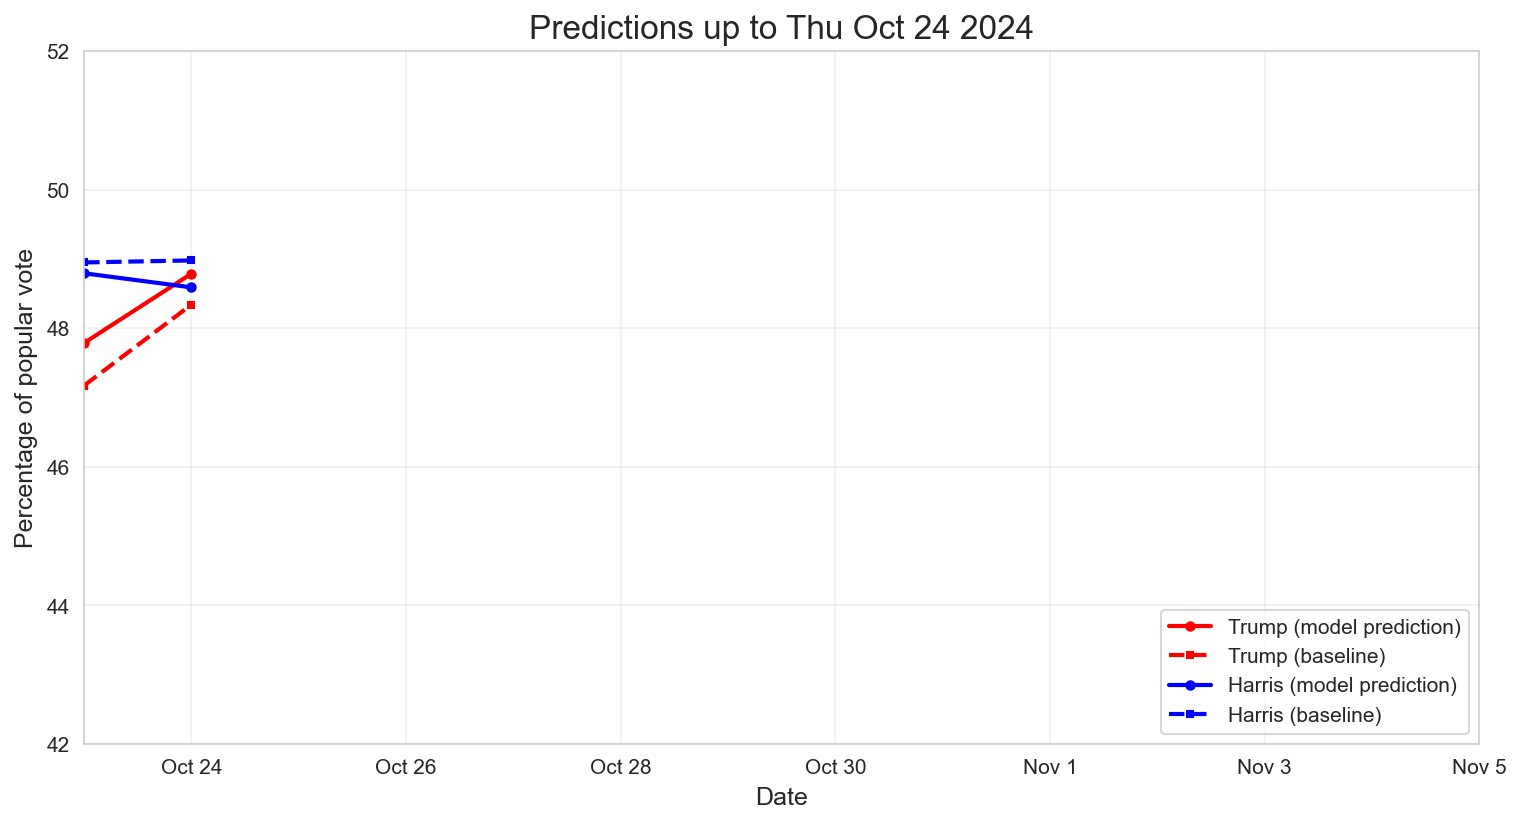 Predictions up to Thu Oct 24 2024
Percentage of popular vote
52
50
48
46
44
42
Oct 24
Oct 26
Oct 28
Oct 30
Nov 1
Nov 3
Nov 5
Date
Trump (model prediction)
Trump (baseline)
Harris (model prediction)
Harris (baseline)